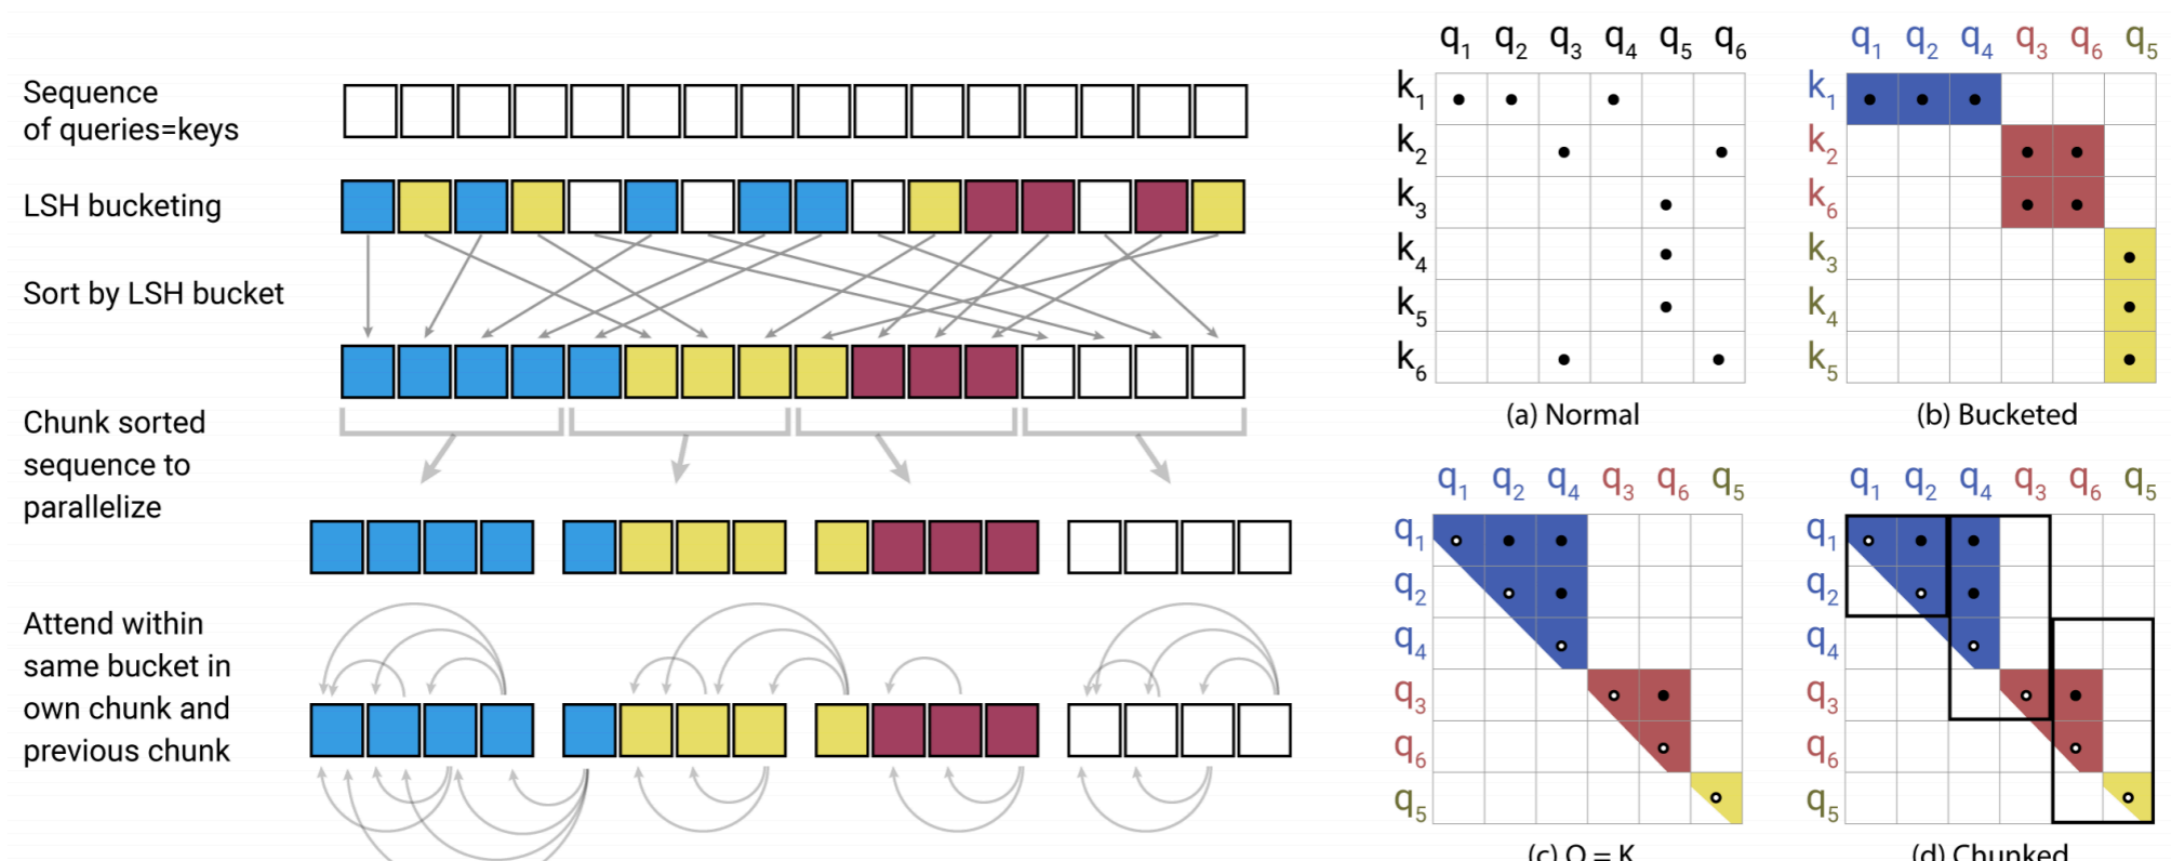 Sequence
of queries=keys
LSH bucketing
Sort by LSH bucket
Chunk sorted
sequence to
parallelize
Attend within
same bucket in
own chunk and
previous chunk
q1 q2 q3 q4 q5 q6
k1
k2
k3
k4
k5
k6
(a) Normal
q1 q2 q4 q3 q6 q5
k1
k2
k6
k3
k4
k5
(b) Bucketed
q1 q2 q4 q3 q6 q5
q1
q2
q4
q3
q6
q5
(c) Q = K
q1 q2 q4 q3 q6 q5
q1
q2
q4
q3
q6
q5
(d) Chunked